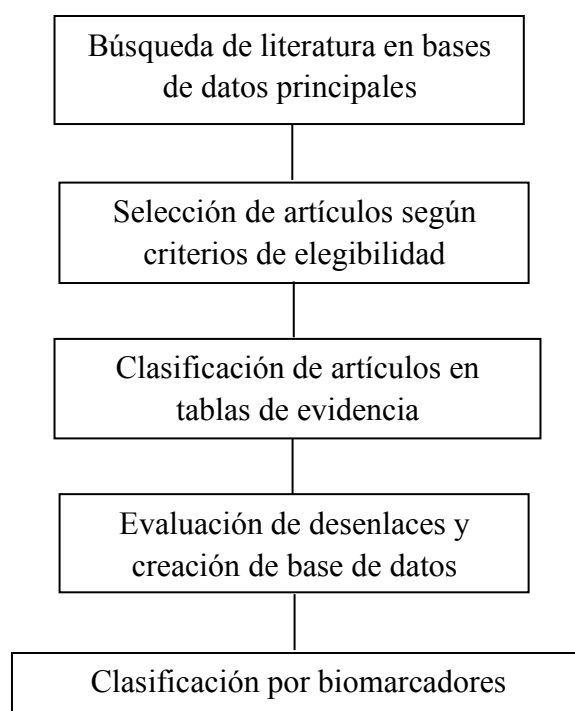 Búsqueda de literatura en bases
de datos principales
Selección de artículos según
criterios de elegibilidad
Clasificación de artículos en
tablas de evidencia
Evaluación de desenlaces y
creación de base de datos
Clasificación por biomarcadores